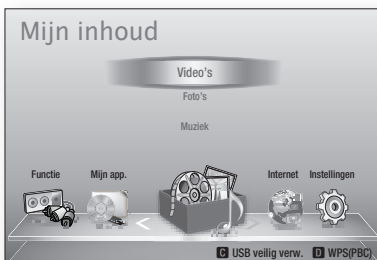 Mijn inhoud
Video's
Foto's
Muziek
Functie Mijn app. Internet Instellingen
C USB veilig verw. D WPS(PBC)